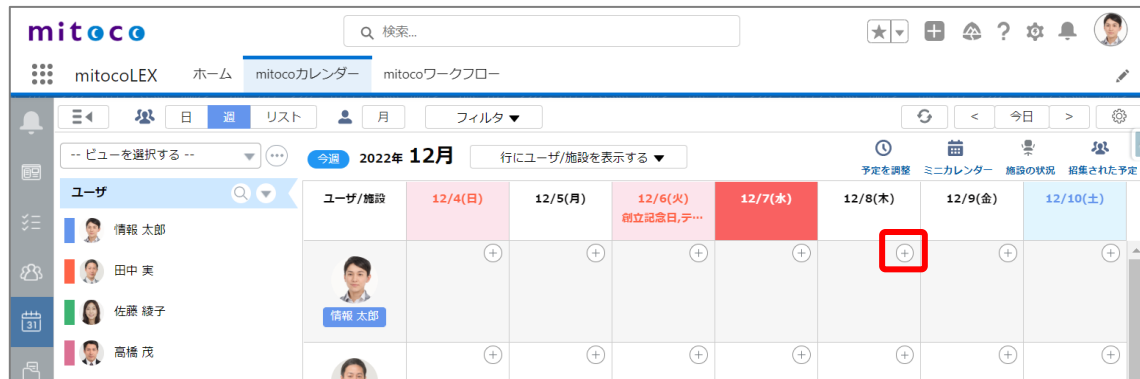 mitoco
検索...
mitocoLEX ホーム mitocoカレンダー mitocoワークフロー
日 週 リスト 月 フィルタ ▼ < 今日 >
-- ビューを選択する -- 今週 2022年 12月 行にユーザ/施設を表示する ▼ 予定を調整 ミニカレンダー 施設の状況 招集された予定
ユーザ
ユーザ/施設 12/4(日) 12/5(月) 12/6(火) 12/7(水) 12/8(木) 12/9(金) 12/10(土)
創立記念日,テ…
情報 太郎
田中 実
佐藤 綾子
高橋 茂
情報 太郎
31